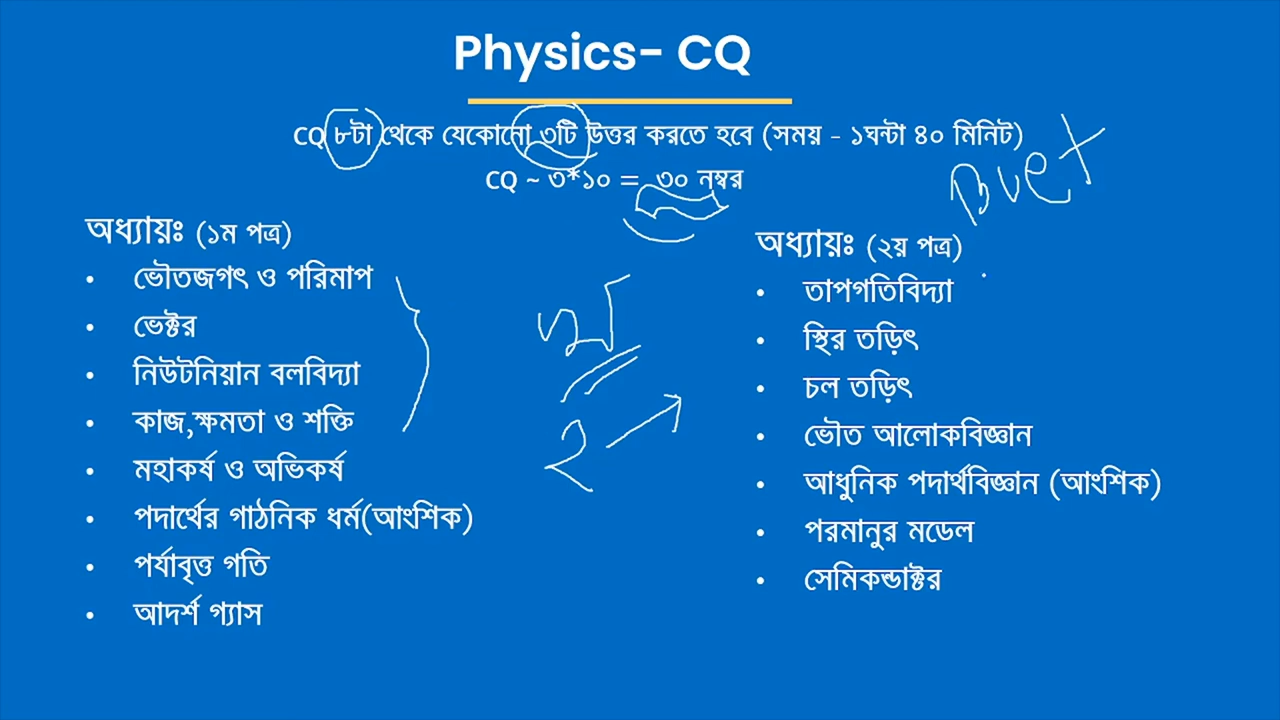 Physics- CQ
CQ ৮টা থেকে যেকোনো ৩টি উত্তর করতে হবে (সময় - ১ঘন্টা ৪০ মিনিট)
CQ ~ ৩*১০ = ৩০ নম্বর
Buet
অধ্যায়ঃ (১ম পত্র)
• ভৌতজগৎ ও পরিমাপ
• ভেক্টর
• নিউটনিয়ান বলবিদ্যা
• কাজ,ক্ষমতা ও শক্তি
• মহাকর্ষ ও অভিকর্ষ
• পদার্থের গাঠনিক ধর্ম(আংশিক)
• পর্যাবৃত্ত গতি
• আদর্শ গ্যাস
২
অধ্যায়ঃ (২য় পত্র)
• তাপগতিবিদ্যা
• স্থির তড়িৎ
• চল তড়িৎ
• ভৌত আলোকবিজ্ঞান
• আধুনিক পদার্থবিজ্ঞান (আংশিক)
• পরমানুর মডেল
• সেমিকন্ডাক্টর